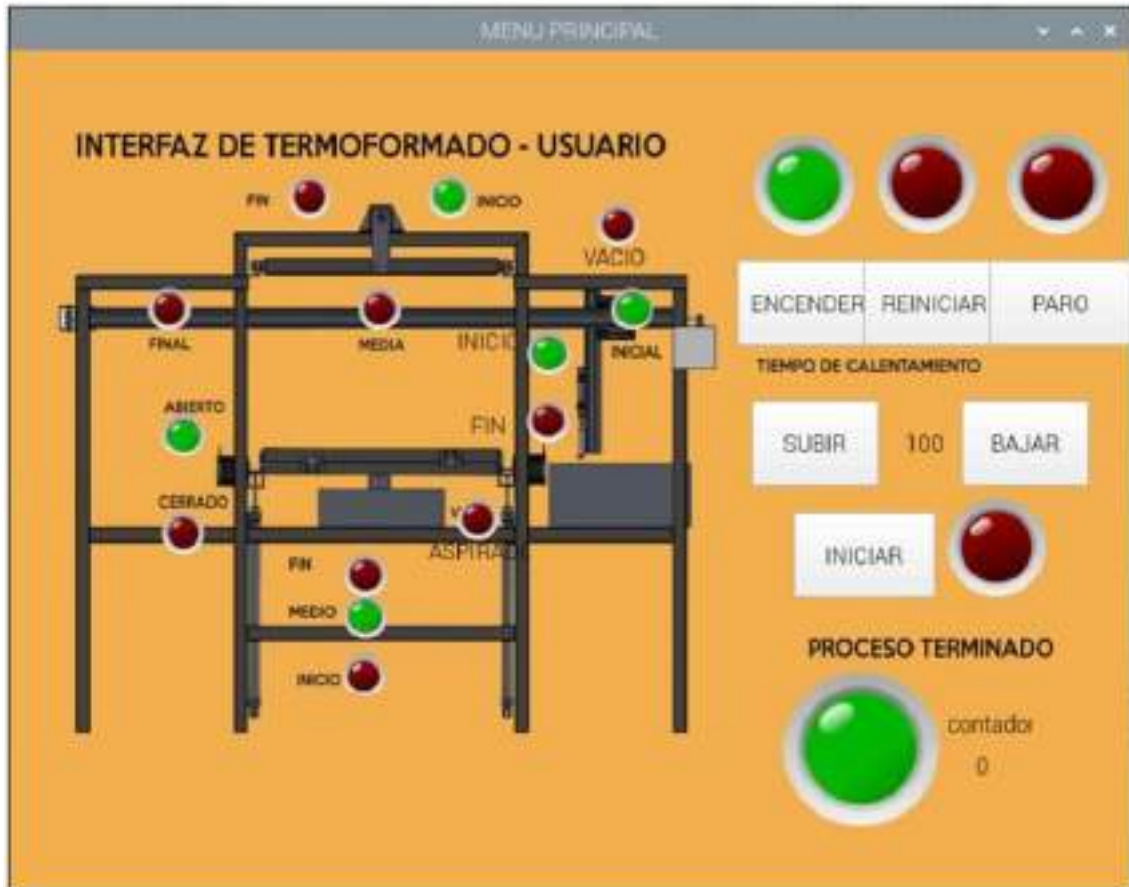 MENU PRINCIPAL
INTERFAZ DE TERMOFORMADO - USUARIO
FIN
INICIO
VACIO
ENCENDER
REINICIAR
PARO
FINAL
MEDIA
INICIO
INICIAL
TIEMPO DE CALENTAMIENTO
ABIERTO
FIN
SUBIR
100
BAJAR
CERRADO
INICIAR
FIN
MEDIO
INICIO
PROCESO TERMINADO
contador
0